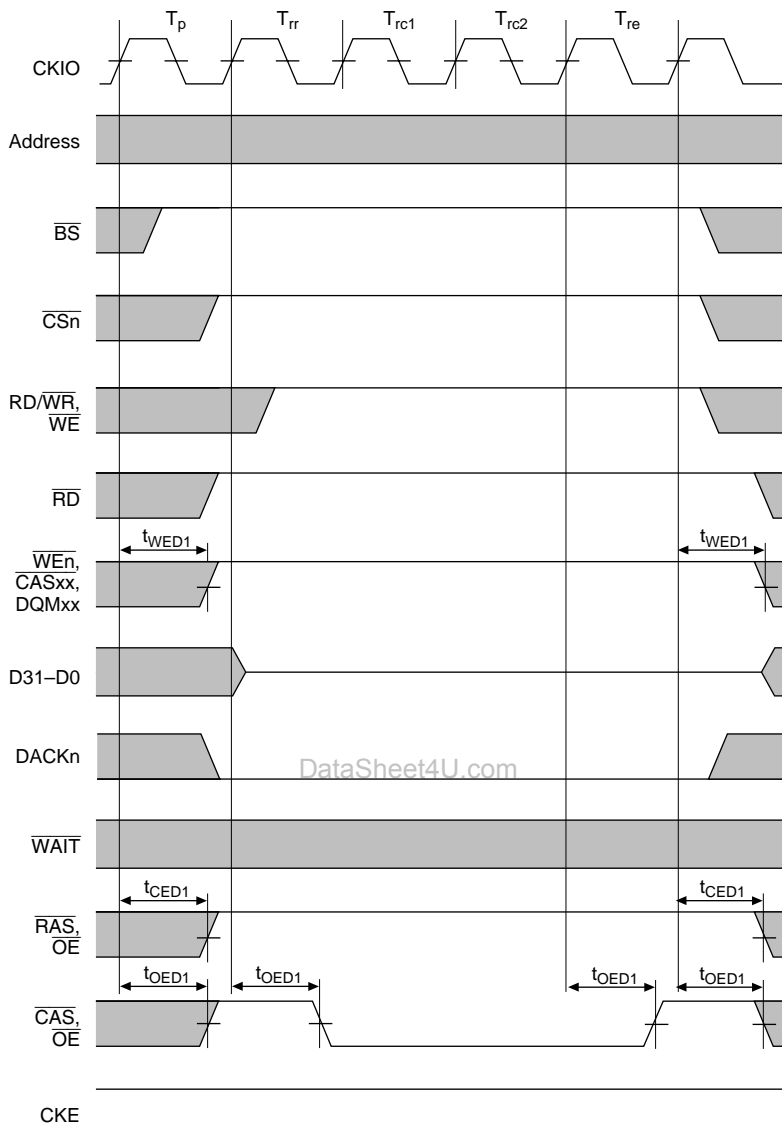 Tp Trr Trc1 Trc2 Tre
CKIO
Address
BS
CSn
RD/WR,
WE
RD
tWED1 tWED1
WEn,
CASxx,
DQMxx
D31–D0
DACKn
DataSheet4U.com
WAIT
tCED1 tCED1
RAS,
OE
tOED1 tOED1 tOED1 tOED1
CAS,
OE
CKE